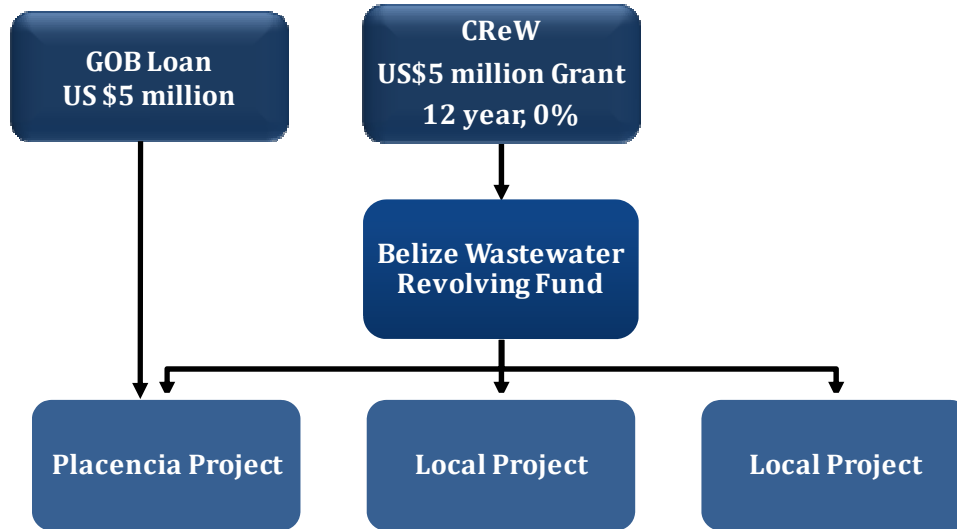 GOB Loan
US $5 million
CReW
US$5 million Grant
12 year, 0%
Belize Wastewater
Revolving Fund
Placencia Project
Local Project
Local Project